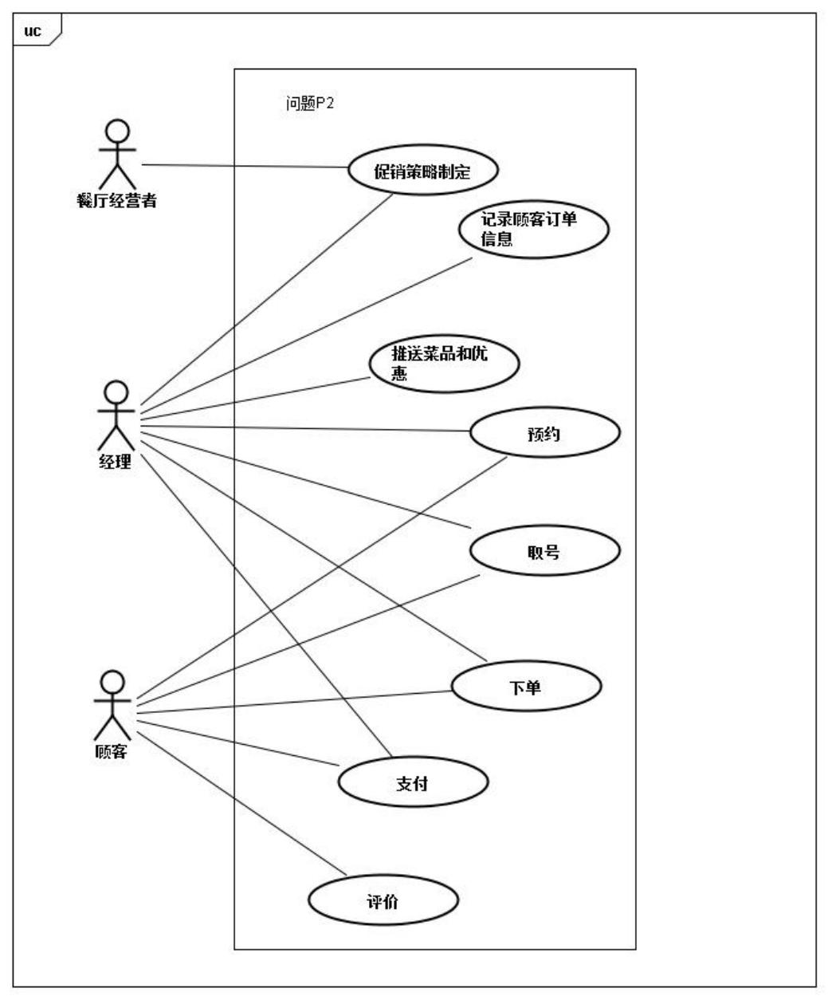 uc
问题P2
餐厅经营者
促销策略制定
记录顾客订单
信息
推送菜品和优
惠
经理
预约
取号
下单
顾客
支付
评价